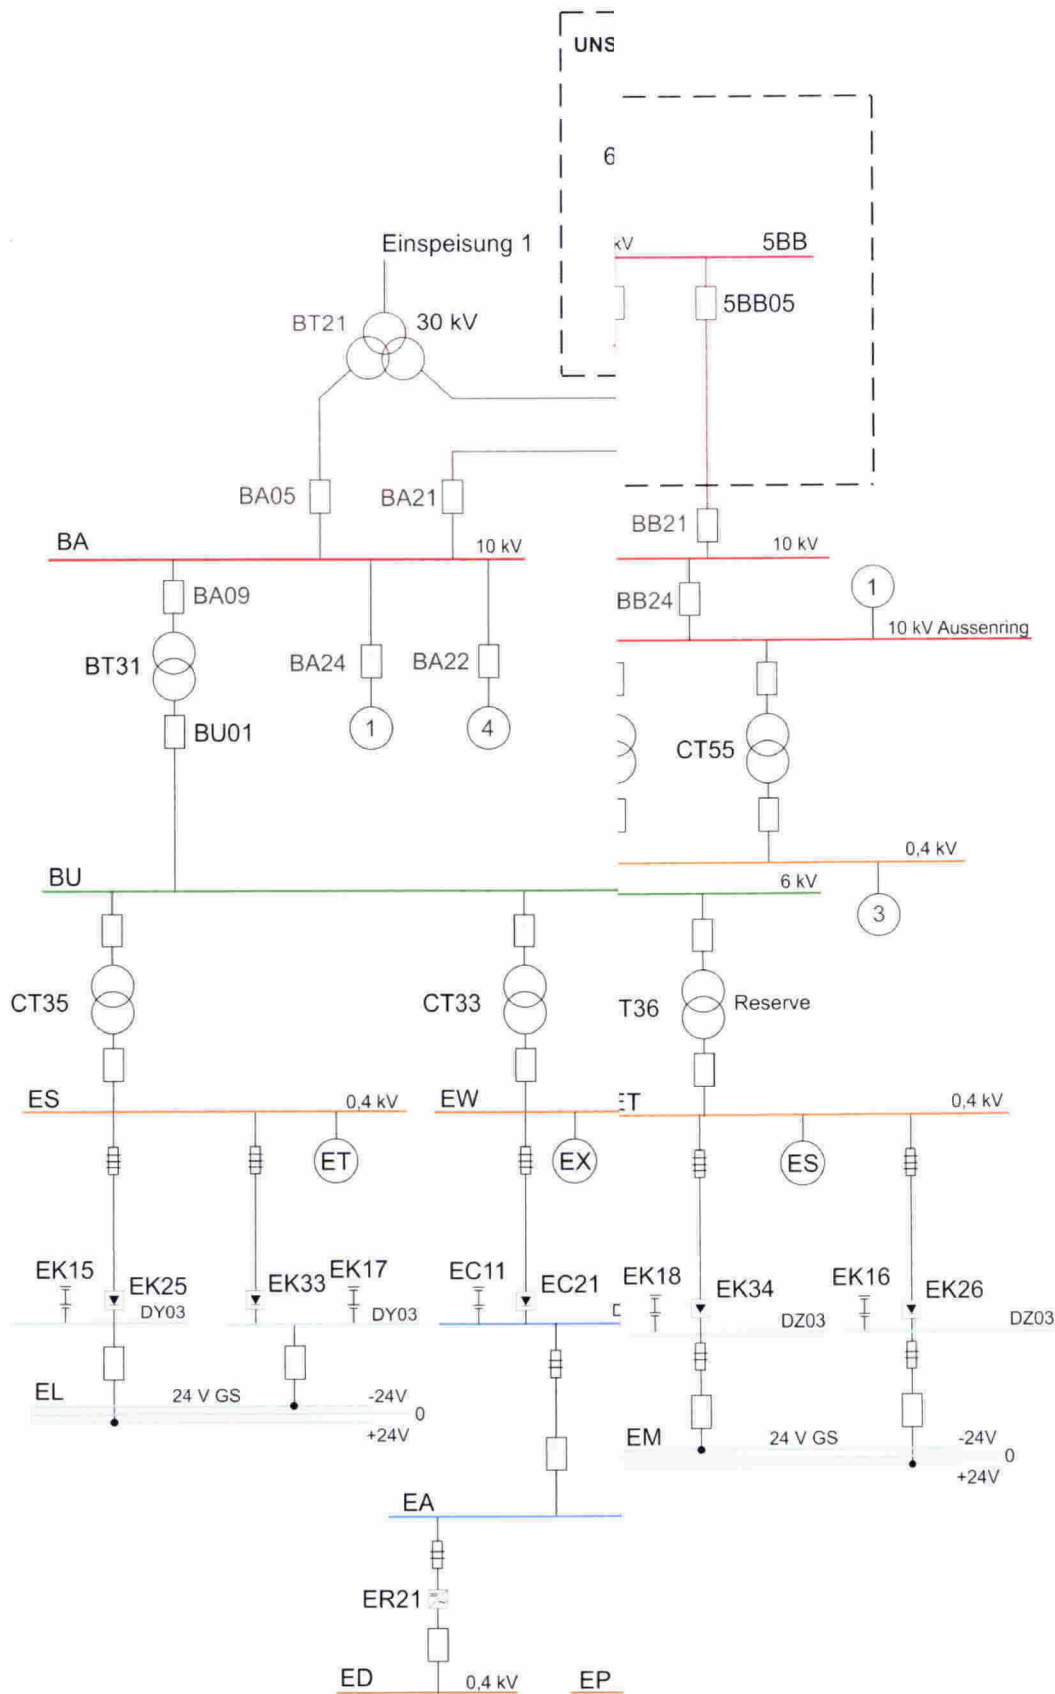 UNS
6
kV
5BB
5BB05
Einspeisung 1
BT21
30 kV
BA05
BA21
BB21
BA
10 kV
10 kV
BA09
BB24
1
10 kV Aussenring
BT31
BA24
BA22
BU01
1
4
CT55
0,4 kV
BU
6 kV
3
CT35
CT33
T36
Reserve
ES
0,4 kV
EW
ET
0,4 kV
ET
EX
ES
EK15
EK25
EK33
EK17
EC11
EC21
EK18
EK34
EK16
EK26
DY03
DY03
DZ03
DZ03
EL
24 V GS
-24V
0
+24V
EM
24 V GS
-24V
0
+24V
EA
ER21
ED
0,4 kV
EP